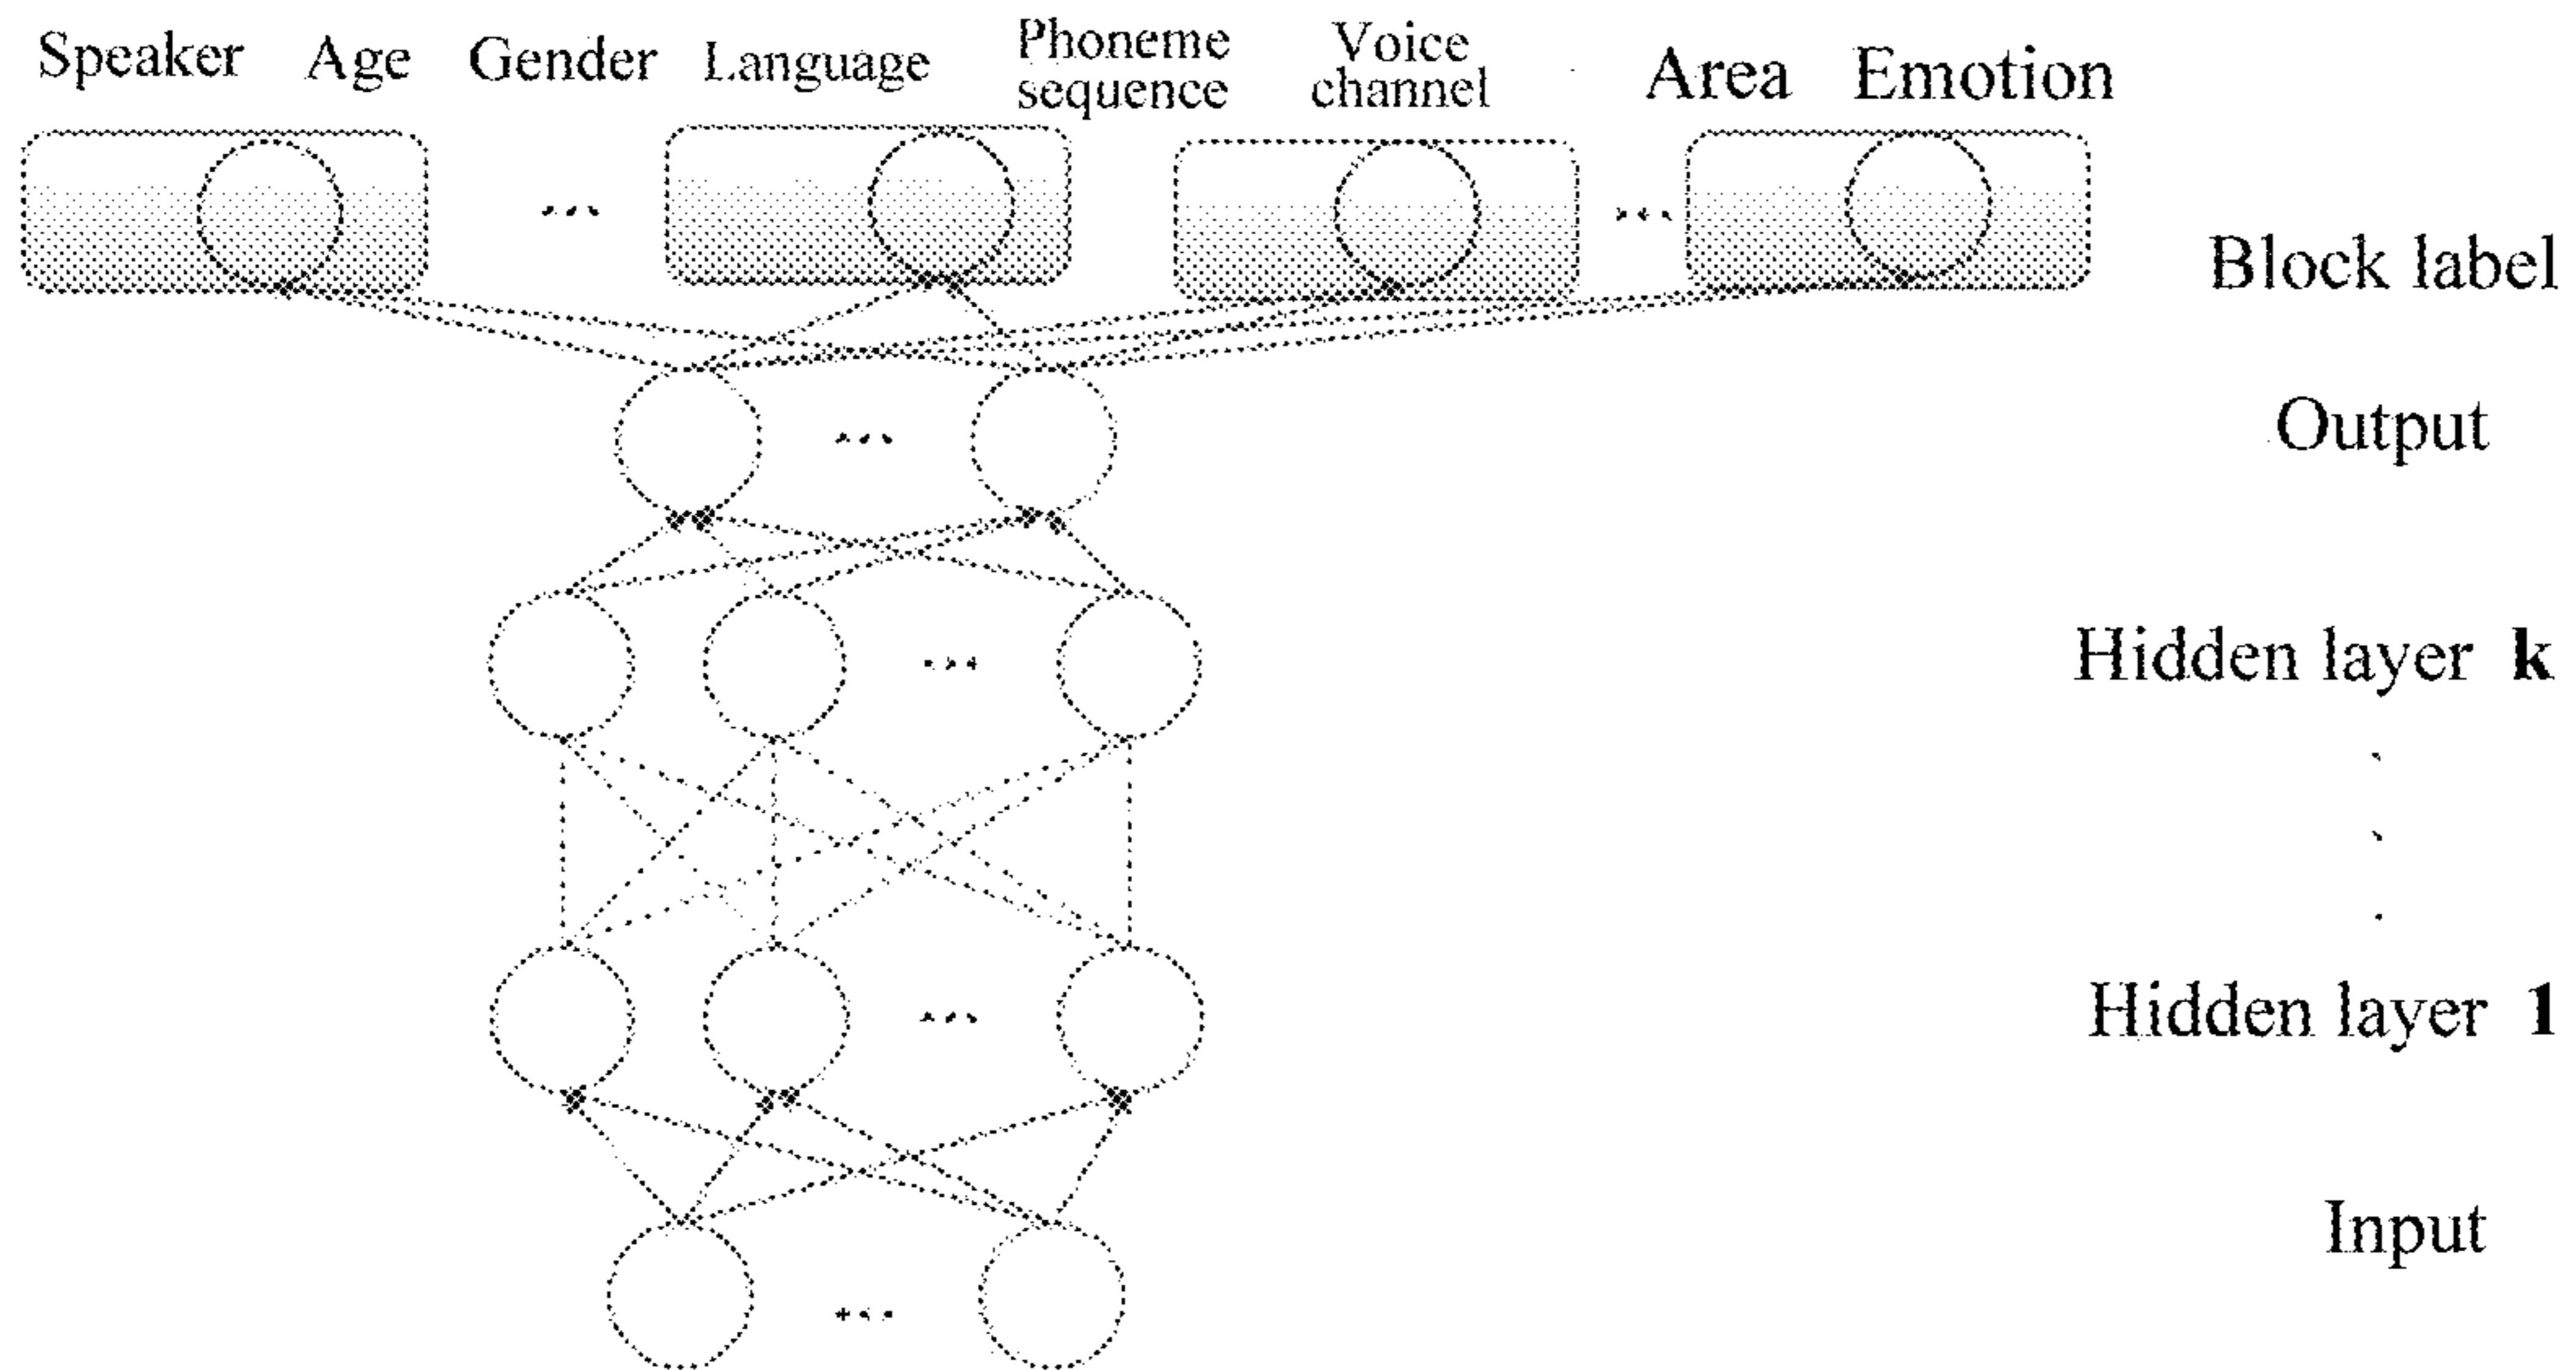 Speaker Age Gender Language Phoneme sequence Voice channel Area Emotion
Block label
Output
Hidden layer k
Hidden layer 1
Input